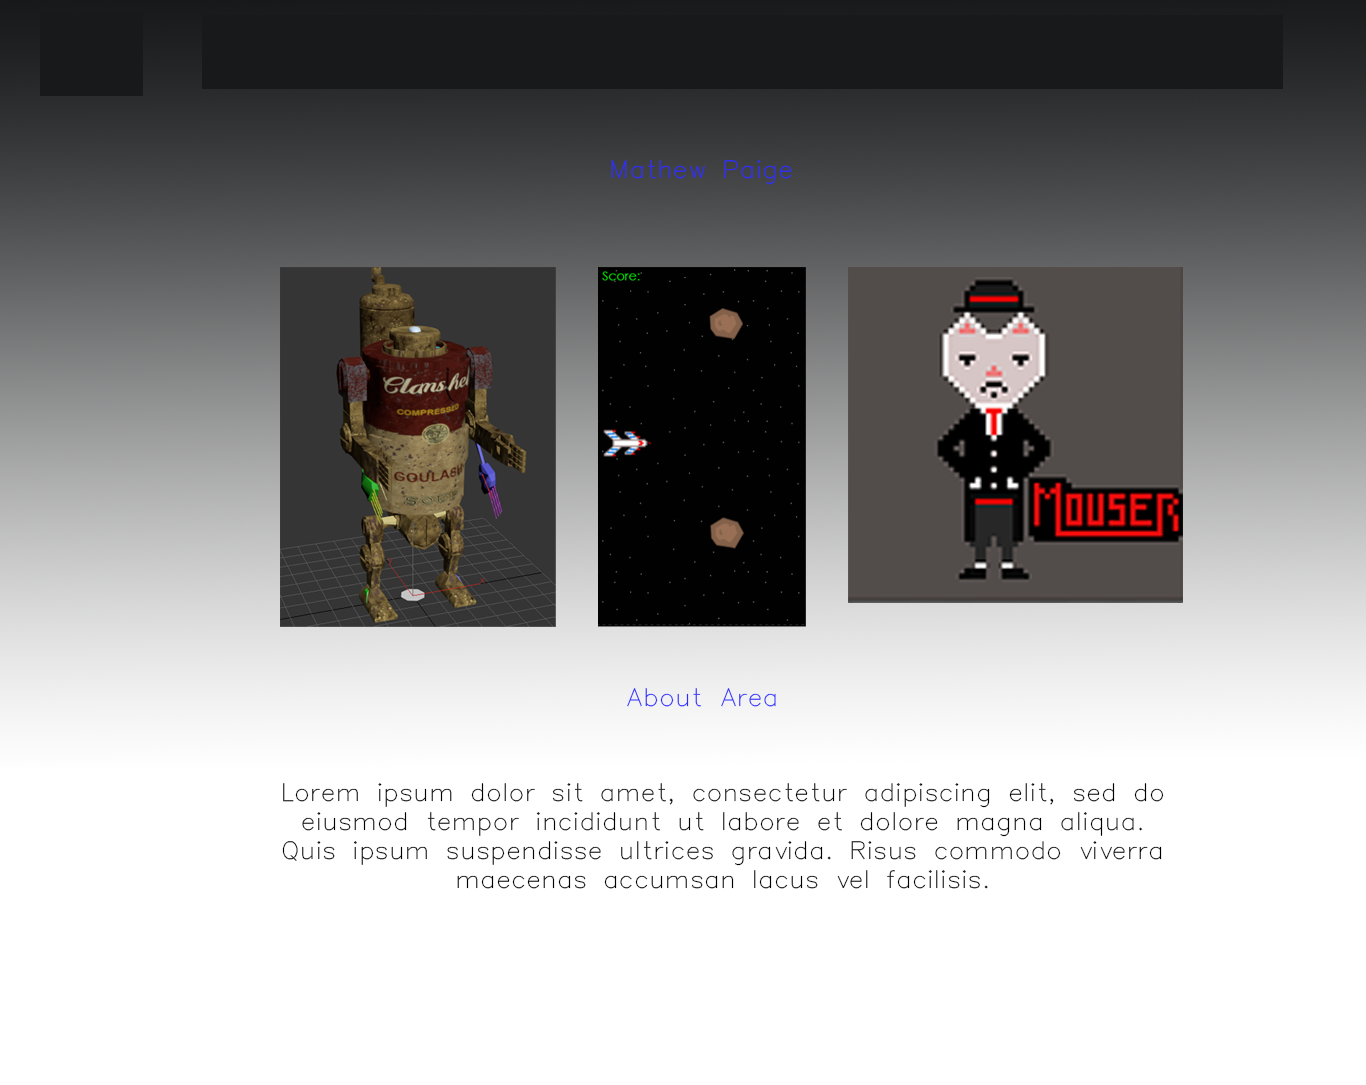 Mathew Paige
Score:
Clanshel
COMPRESSED
GOULASH
SOUP
MOUSER
About Area
Lorem ipsum dolor sit amet, consectetur adipiscing elit, sed do
eiusmod tempor incididunt ut labore et dolore magna aliqua.
Quis ipsum suspendisse ultrices gravida. Risus commodo viverra
maecenas accumsan lacus vel facilisis.